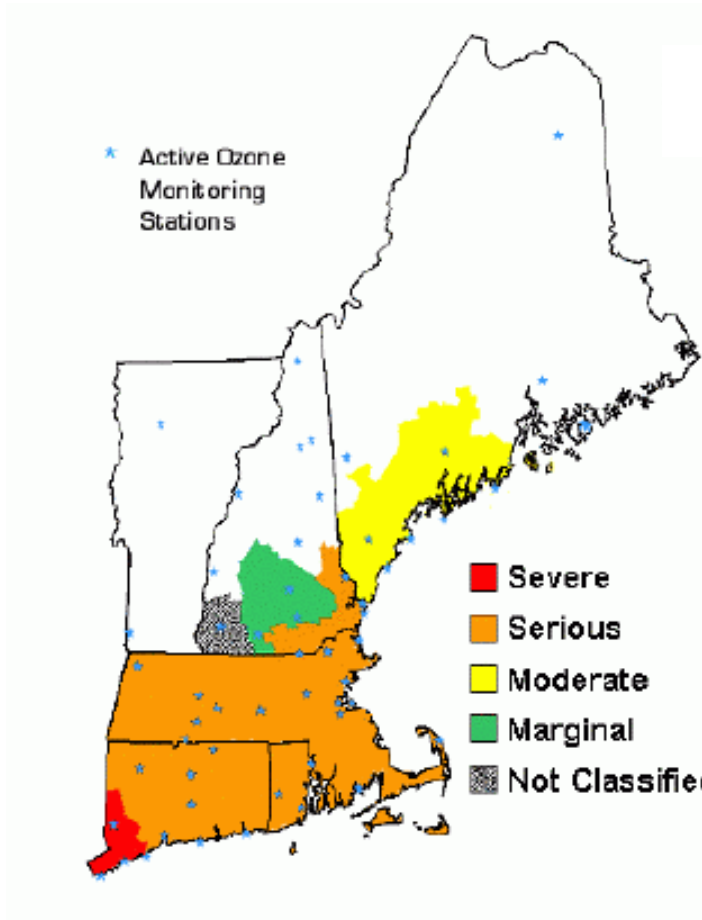 Active Ozone
Monitoring
Stations
Severe
Serious
Moderate
Marginal
Not Classified